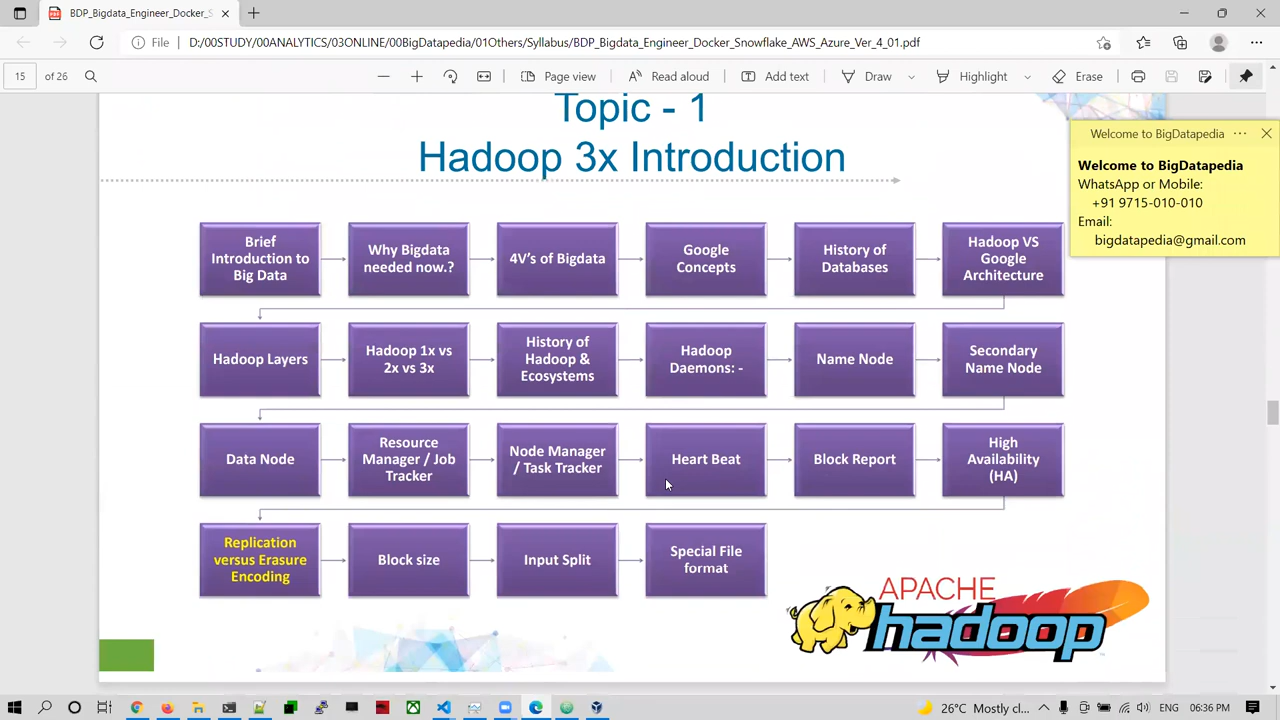 BDP_Bigdata_Engineer_Docker_S
File
D:/00STUDY/00ANALYTICS/03ONLINE/00BigDatapedia/01Others/Syllabus/BDP_Bigdata_Engineer_Docker_Snowflake_AWS_Azure_Ver_4_01.pdf
15 of 26
Page view
Read aloud
Add text
Draw
Highlight
Erase
Topic - 1
Hadoop 3x Introduction
Welcome to BigDatapedia
Welcome to BigDatapedia
WhatsApp or Mobile:
+91 9715-010-010
Email:
bigdatapedia@gmail.com
Brief
Introduction to
Big Data
Why Bigdata
needed now.?
4V's of Bigdata
Google
Concepts
History of
Databases
Hadoop VS
Google
Architecture
Hadoop Layers
Hadoop 1x vs
2x vs 3x
History of
Hadoop &
Ecosystems
Hadoop
Daemons: -
Name Node
Secondary
Name Node
Data Node
Resource
Manager / Job
Tracker
Node Manager
/ Task Tracker
Heart Beat
Block Report
High
Availability
(HA)
Replication
versus Erasure
Encoding
Block size
Input Split
Special File
format
APACHE
hadoop
26°C Mostly cl...
06:36 PM